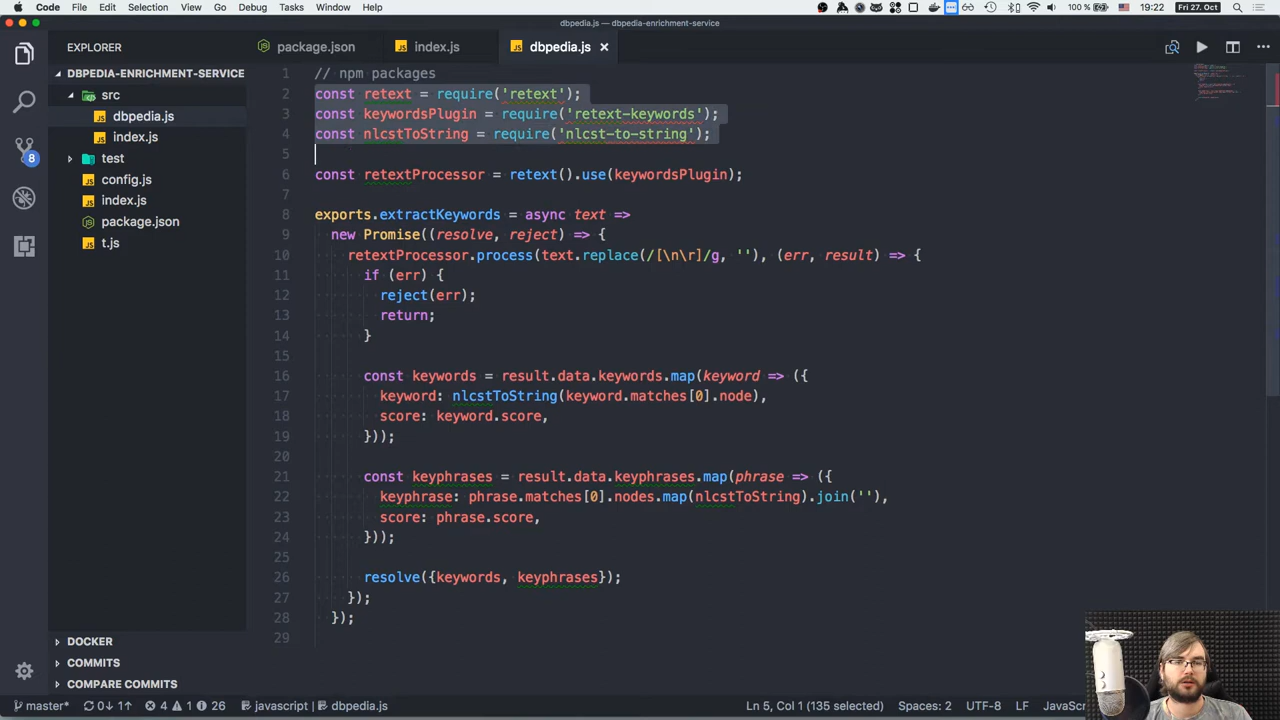 Code File Edit Selection View Go Debug Tasks Window Help 100 % Fri 27. Oct 19:22
dbpedia.js — dbpedia-enrichment-service
EXPLORER
DBPEDIA-ENRICHMENT-SERVICE
src
dbpedia.js
index.js
test
config.js
index.js
package.json
t.js
DOCKER
COMMITS
COMPARE COMMITS
8
package.json index.js dbpedia.js
1 // npm packages
2 const retext = require('retext');
3 const keywordsPlugin = require('retext-keywords');
4 const nlcstToString = require('nlcst-to-string');
5
6 const retextProcessor = retext().use(keywordsPlugin);
7
8 exports.extractKeywords = async text =>
9 new Promise((resolve, reject) => {
10 retextProcessor.process(text.replace(/[\n\r]/g, ''), (err, result) => {
11 if (err) {
12 reject(err);
13 return;
14 }
15
16 const keywords = result.data.keywords.map(keyword => ({
17 keyword: nlcstToString(keyword.matches[0].node),
18 score: keyword.score,
19 }));
20
21 const keyphrases = result.data.keyphrases.map(phrase => ({
22 keyphrase: phrase.matches[0].nodes.map(nlcstToString).join(''),
23 score: phrase.score,
24 }));
25
26 resolve({keywords, keyphrases});
27 });
28 });
29
master* 0↓ 1↑ 4 1 26 javascript | dbpedia.js Ln 5, Col 1 (135 selected) Spaces: 2 UTF-8 LF